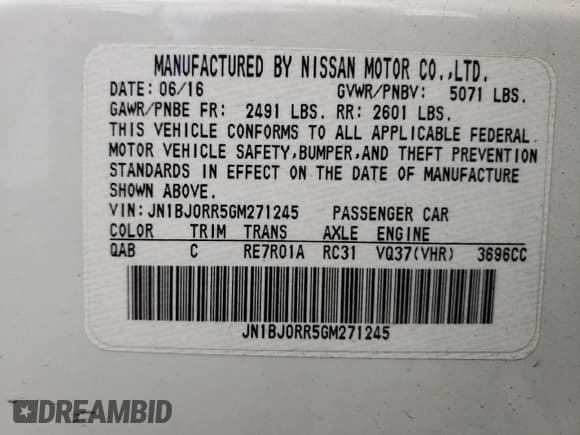 MANUFACTURED BY NISSAN MOTOR CO.,LTD.
DATE: 06/16 GVWR/PNBV: 5071 LBS.
GAWR/PNBE FR: 2491 LBS. RR: 2601 LBS.
THIS VEHICLE CONFORMS TO ALL APPLICABLE FEDERAL
MOTOR VEHICLE SAFETY,BUMPER,AND THEFT PREVENTION
STANDARDS IN EFFECT ON THE DATE OF MANUFACTURE
SHOWN ABOVE.
VIN: JN1BJ0RR5GM271245 PASSENGER CAR
COLOR TRIM TRANS AXLE ENGINE
QAB C RE7R01A RC31 VQ37(VHR) 3696CC
JN1BJ0RR5GM271245
DREAMBID